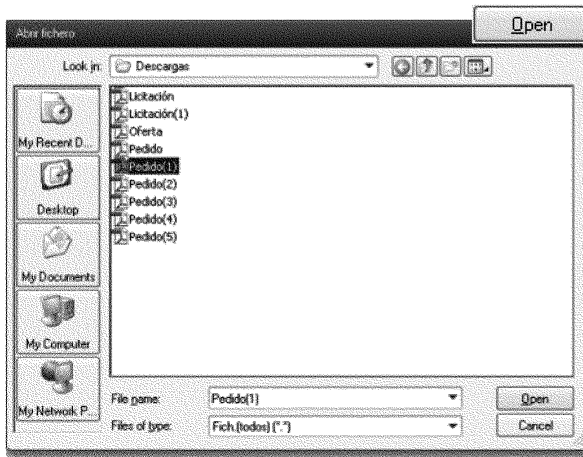 Open
Abrir fichero
Look in: Descargas
Licitación
Licitación(1)
Oferta
Pedido
Pedido(1)
Pedido(2)
Pedido(3)
Pedido(4)
Pedido(5)
My Recent D...
Desktop
My Documents
My Computer
My Network P...
File name: Pedido(1) Open
Files of type: Fich.(todos) (*.*) Cancel